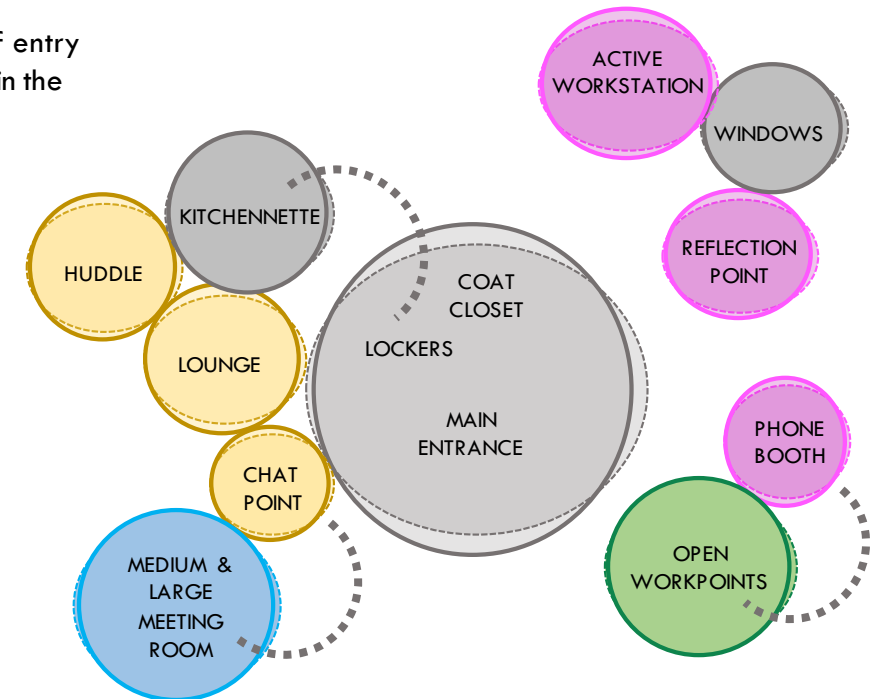 f entry
in the
ACTIVE
WORKSTATION
WINDOWS
KITCHENNETTE
HUDDLE
REFLECTION
POINT
COAT
CLOSET
LOCKERS
LOUNGE
MAIN
ENTRANCE
PHONE
BOOTH
CHAT
POINT
MEDIUM &
LARGE
MEETING
ROOM
OPEN
WORKPOINTS